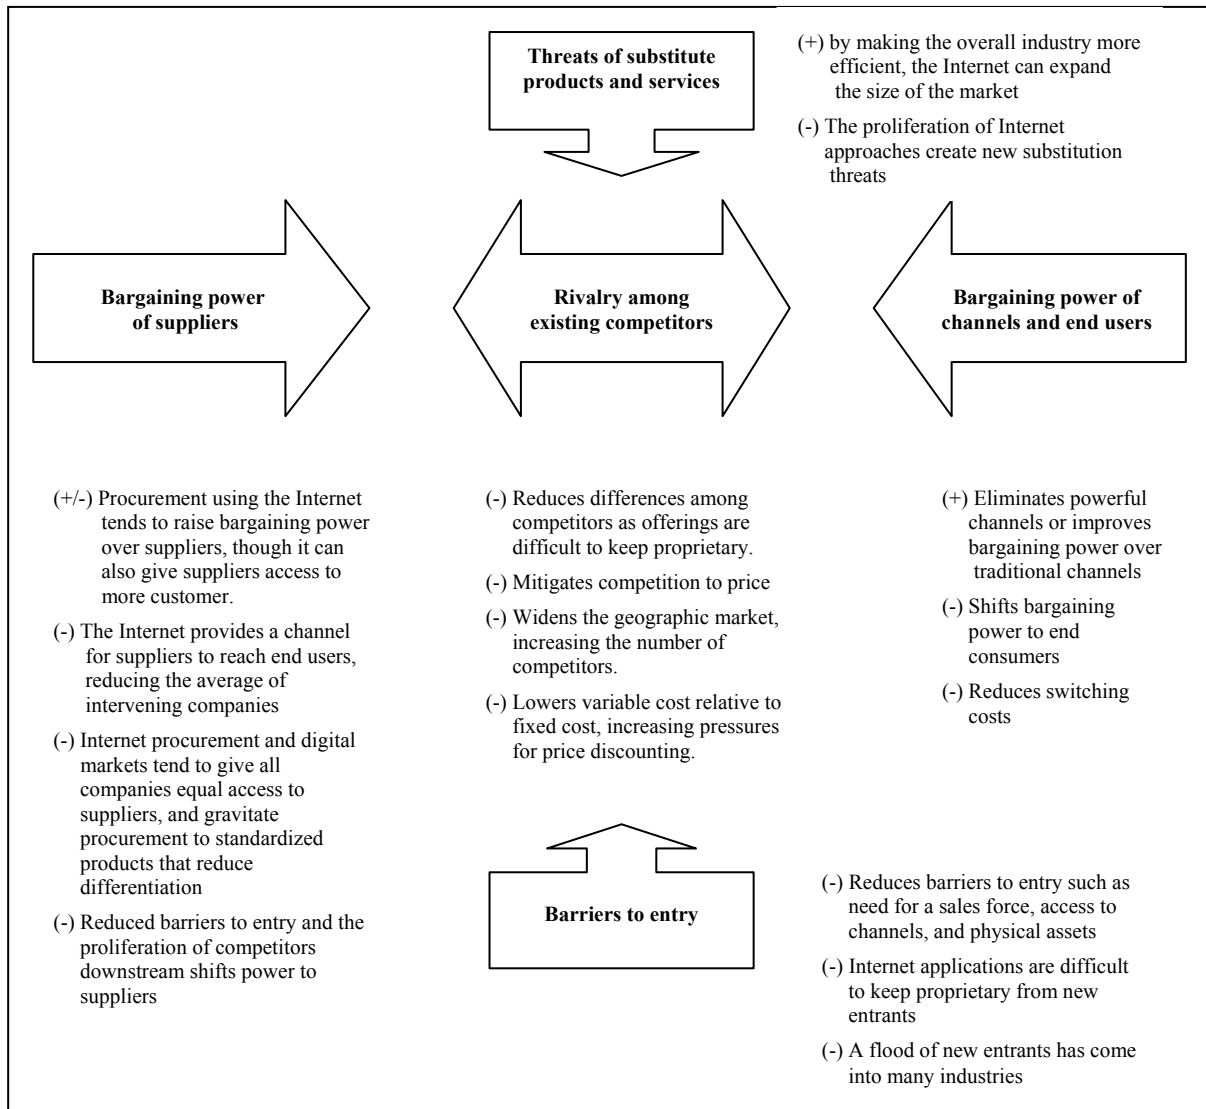 Threats of substitute
products and services
(+) by making the overall industry more
efficient, the Internet can expand
the size of the market
(-) The proliferation of Internet
approaches create new substitution
threats
Bargaining power
of suppliers
Rivalry among
existing competitors
Bargaining power of
channels and end users
(+/-) Procurement using the Internet
tends to raise bargaining power
over suppliers, though it can
also give suppliers access to
more customer.
(-) The Internet provides a channel
for suppliers to reach end users,
reducing the average of
intervening companies
(-) Internet procurement and digital
markets tend to give all
companies equal access to
suppliers, and gravitate
procurement to standardized
products that reduce
differentiation
(-) Reduced barriers to entry and the
proliferation of competitors
downstream shifts power to
suppliers
(-) Reduces differences among
competitors as offerings are
difficult to keep proprietary.
(-) Mitigates competition to price
(-) Widens the geographic market,
increasing the number of
competitors.
(-) Lowers variable cost relative to
fixed cost, increasing pressures
for price discounting.
(+) Eliminates powerful
channels or improves
bargaining power over
traditional channels
(-) Shifts bargaining
power to end
consumers
(-) Reduces switching
costs
Barriers to entry
(-) Reduces barriers to entry such as
need for a sales force, access to
channels, and physical assets
(-) Internet applications are difficult
to keep proprietary from new
entrants
(-) A flood of new entrants has come
into many industries